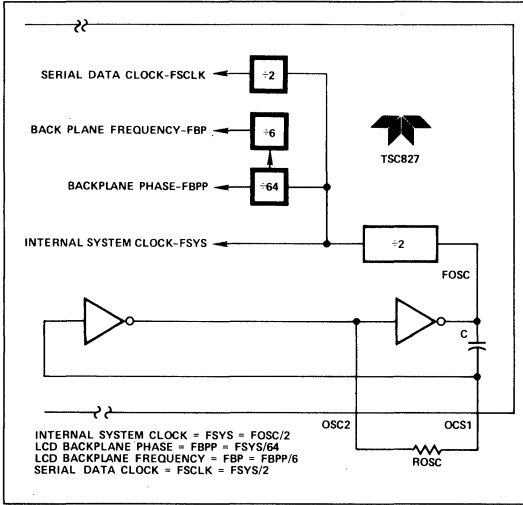 SERIAL DATA CLOCK-FSCLK
÷2
BACK PLANE FREQUENCY-FBP
÷6
TSC827
BACKPLANE PHASE-FBPP
÷64
INTERNAL SYSTEM CLOCK-FSYS
÷2
FOSC
C
OSC2
OCS1
ROSC
INTERNAL SYSTEM CLOCK = FSYS = FOSC/2
LCD BACKPLANE PHASE = FBPP = FSYS/64
LCD BACKPLANE FREQUENCY = FBP = FBPP/6
SERIAL DATA CLOCK = FSCLK = FSYS/2